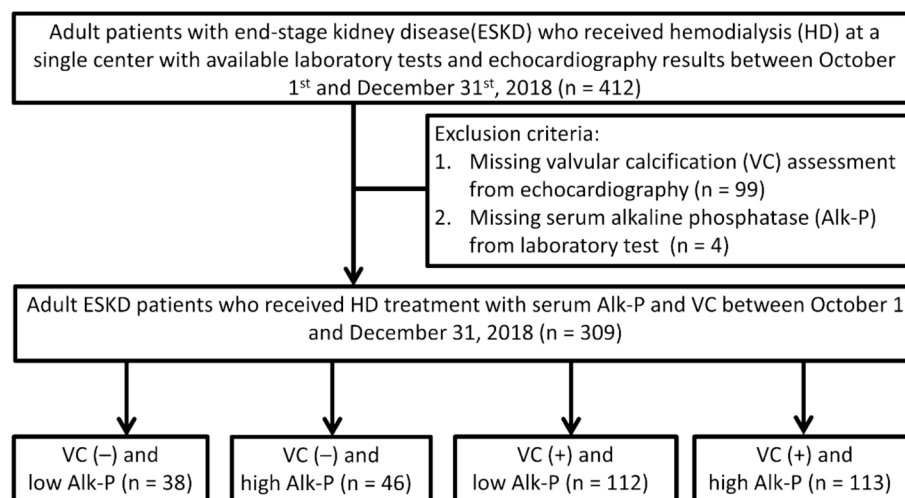 Adult patients with end-stage kidney disease(ESKD) who received hemodialysis (HD) at a
single center with available laboratory tests and echocardiography results between October
1st and December 31st, 2018 (n = 412)
Exclusion criteria:
1. Missing valvular calcification (VC) assessment
from echocardiography (n = 99)
2. Missing serum alkaline phosphatase (Alk-P)
from laboratory test (n = 4)
Adult ESKD patients who received HD treatment with serum Alk-P and VC between October 1
and December 31, 2018 (n = 309)
VC (−) and
low Alk-P (n = 38)
VC (−) and
high Alk-P (n = 46)
VC (+) and
low Alk-P (n = 112)
VC (+) and
high Alk-P (n = 113)